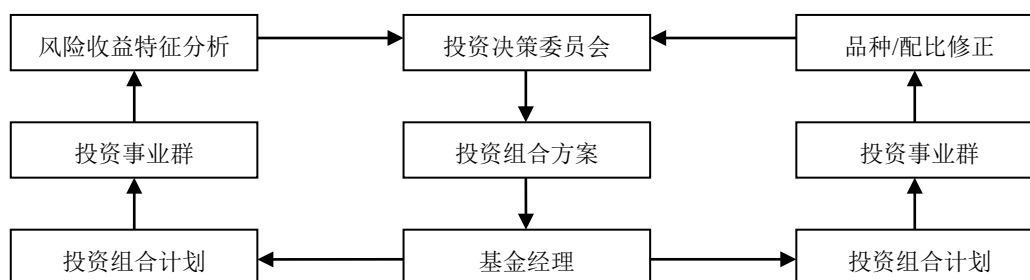 风险收益特征分析
投资决策委员会
品种/配比修正
投资事业群
投资组合方案
投资事业群
投资组合计划
基金经理
投资组合计划